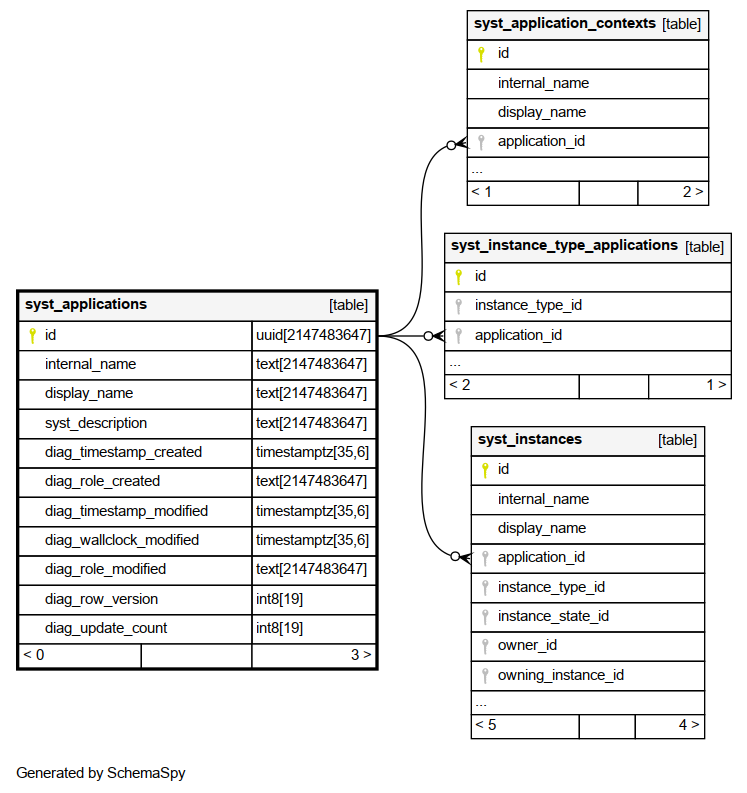 syst_application_contexts [table]
id
internal_name
display_name
application_id
...
< 1 2 >
syst_instance_type_applications [table]
id
instance_type_id
application_id
...
< 2 1 >
syst_applications [table]
id uuid[2147483647]
internal_name text[2147483647]
display_name text[2147483647]
syst_description text[2147483647]
diag_timestamp_created timestamptz[35,6]
diag_role_created text[2147483647]
diag_timestamp_modified timestamptz[35,6]
diag_wallclock_modified timestamptz[35,6]
diag_role_modified text[2147483647]
diag_row_version int8[19]
diag_update_count int8[19]
< 0 3 >
syst_instances [table]
id
internal_name
display_name
application_id
instance_type_id
instance_state_id
owner_id
owning_instance_id
...
< 5 4 >
Generated by SchemaSpy